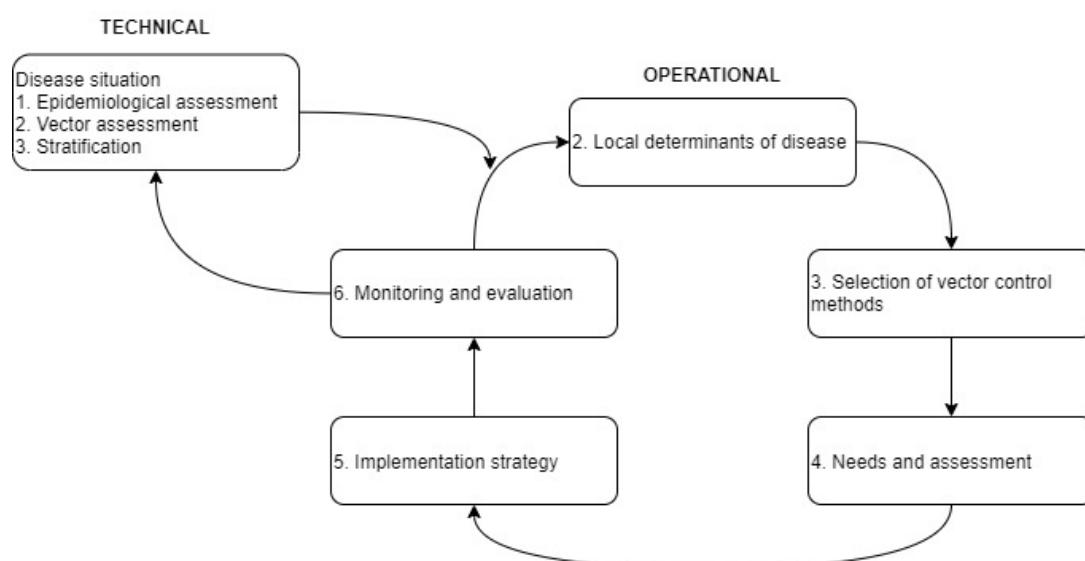 TECHNICAL
Disease situation
1. Epidemiological assessment
2. Vector assessment
3. Stratification
OPERATIONAL
2. Local determinants of disease
3. Selection of vector control
methods
4. Needs and assessment
5. Implementation strategy
6. Monitoring and evaluation